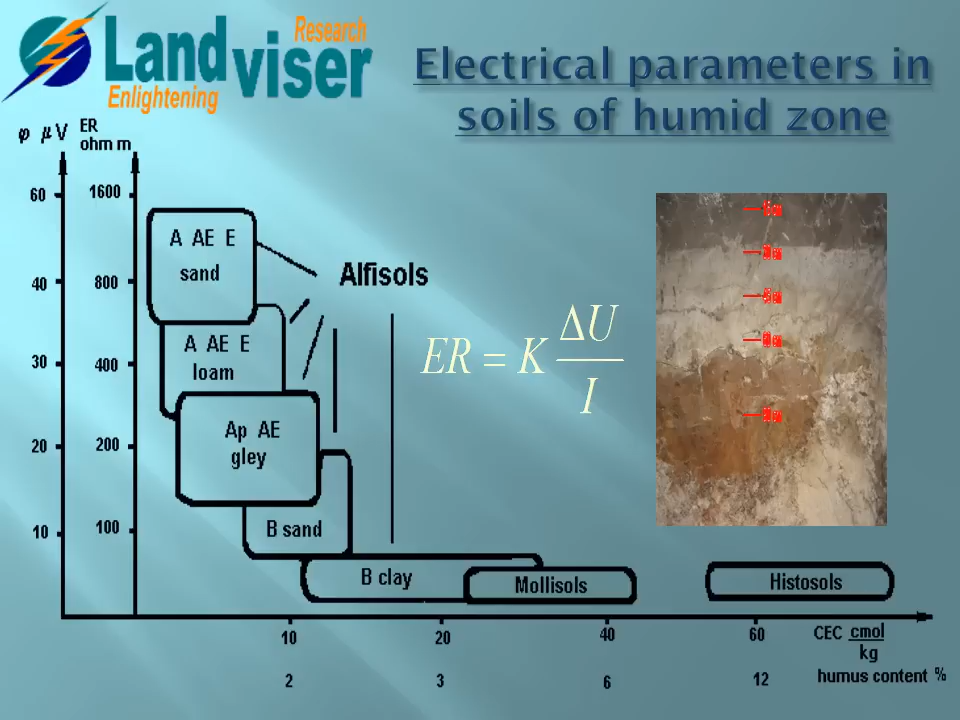 Land
viser
Research
Enlightening
Electrical parameters in
soils of humid zone
φ μV
ER
ohm m
60
40
30
20
10
1600
800
400
200
100
A AE E
sand
A AE E
loam
Ap AE
gley
B sand
B clay
Mollisols
Histosols
Alfisols
ER = K ΔU / I
10
20
40
60
CEC cmol
kg
2
3
6
12
humus content %